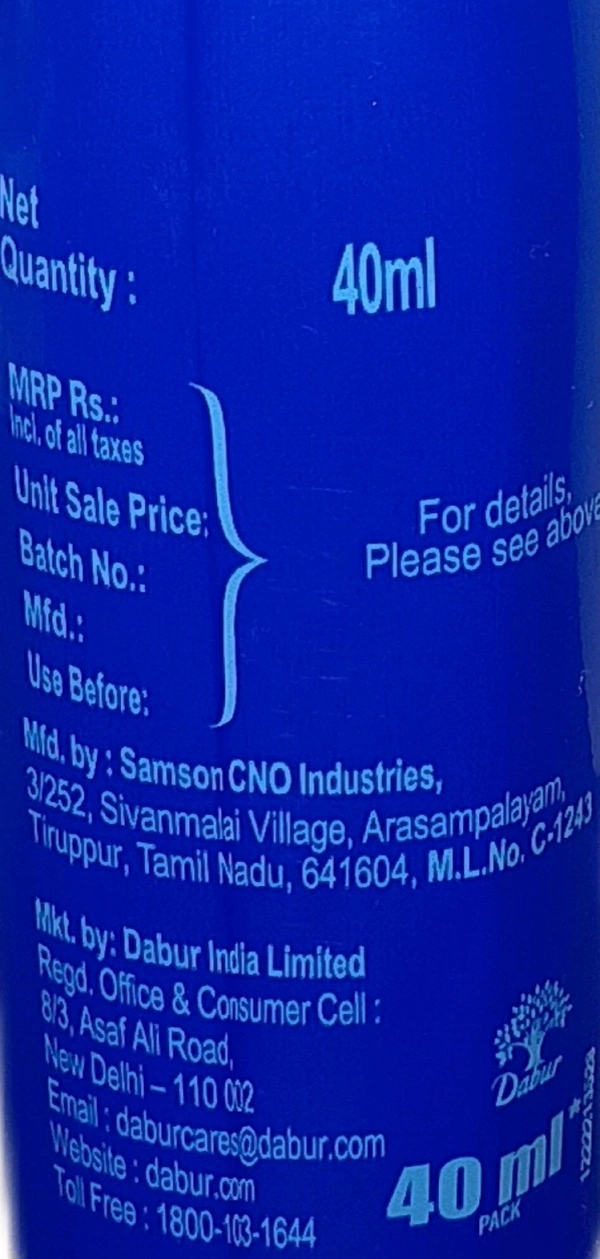 Net
Quantity : 40ml
MRP Rs.:
Incl. of all taxes
Unit Sale Price:
Batch No.:
Mfd.:
Use Before:
For details,
Please see above
Mfd. by : Samson CNO Industries,
3/252, Sivanmalai Village, Arasampalayam,
Tiruppur, Tamil Nadu, 641604, M.L.No. C-1243
Mkt. by: Dabur India Limited
Regd. Office & Consumer Cell :
8/3, Asaf Ali Road,
New Delhi – 110 002
Email : daburcares@dabur.com
Website : dabur.com
Toll Free : 1800-103-1644
Dabur
40 ml*
PACK